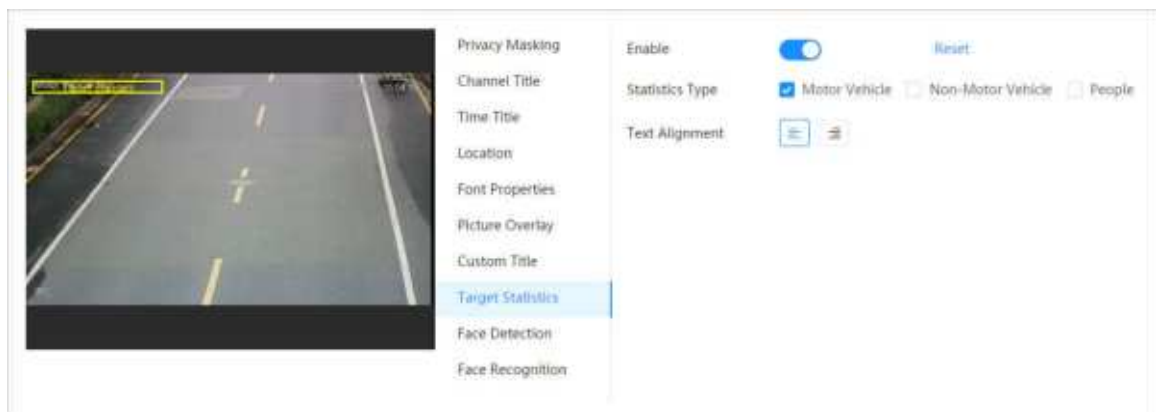 Privacy Masking
Channel Title
Time Title
Location
Font Properties
Picture Overlay
Custom Title
Target Statistics
Face Detection
Face Recognition
Enable Reset
Statistics Type Motor Vehicle Non-Motor Vehicle People
Text Alignment